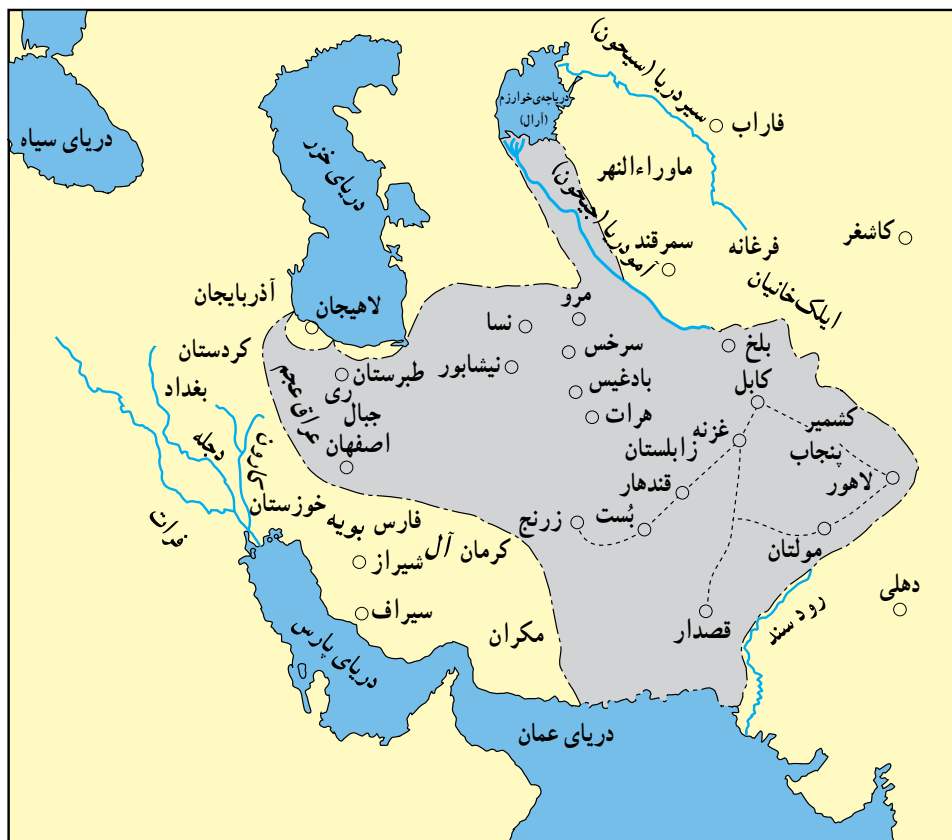 سیردریا (سیحون)
دریاچه‌ی خوارزم
(آرال)
فاراب
دریای سیاه
دریای خزر
ماوراءالنهر
آمودریا (جیحون)
سمرقند
فرغانه
کاشغر
ایلک‌خانیان
آذربایجان
لاهیجان
مرو
نسا
کردستان
سرخس
بلخ
نیشابور
طبرستان
ری
بغداد
عراق عجم
بادغیس
کابل
جبال
هرات
کشمیر
غزنه
پنجاب
اصفهان
زابلستان
دجله
کارون
لاهور
قندهار
خوزستان
فرات
فارس
آل بویه
زرنج
بُست
مولتان
کرمان
شیراز
سیراف
دهلی
رود سند
قصدار
مکران
دریای پارس
دریای عمان